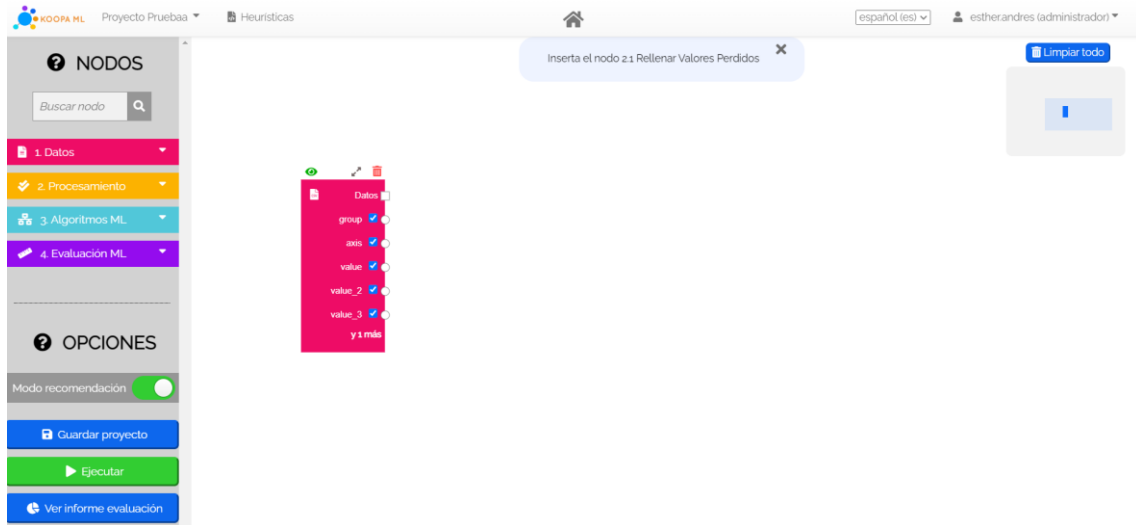 KOOPA ML
Proyecto Pruebaa
Heurísticas
español (es)
esther.andres (administrador)
NODOS
Buscar nodo
1. Datos
2. Procesamiento
3. Algoritmos ML
4. Evaluación ML
OPCIONES
Modo recomendación
Guardar proyecto
Ejecutar
Ver informe evaluación
Inserta el nodo 2.1 Rellenar Valores Perdidos
Limpiar todo
Datos
group
axis
value
value_2
value_3
y 1 más